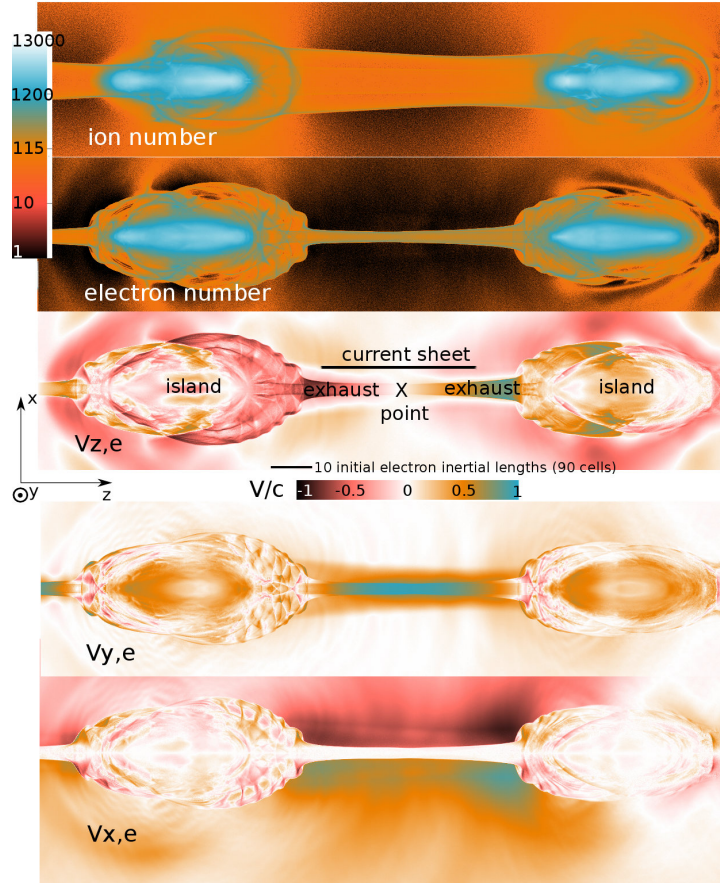 13000
1200
115
10
1
ion number
electron number
current sheet
island
exhaust
X
point
exhaust
island
x
Vz,e
y
z
10 initial electron inertial lengths (90 cells)
V/c
-1 -0.5 0 0.5 1
Vy,e
Vx,e